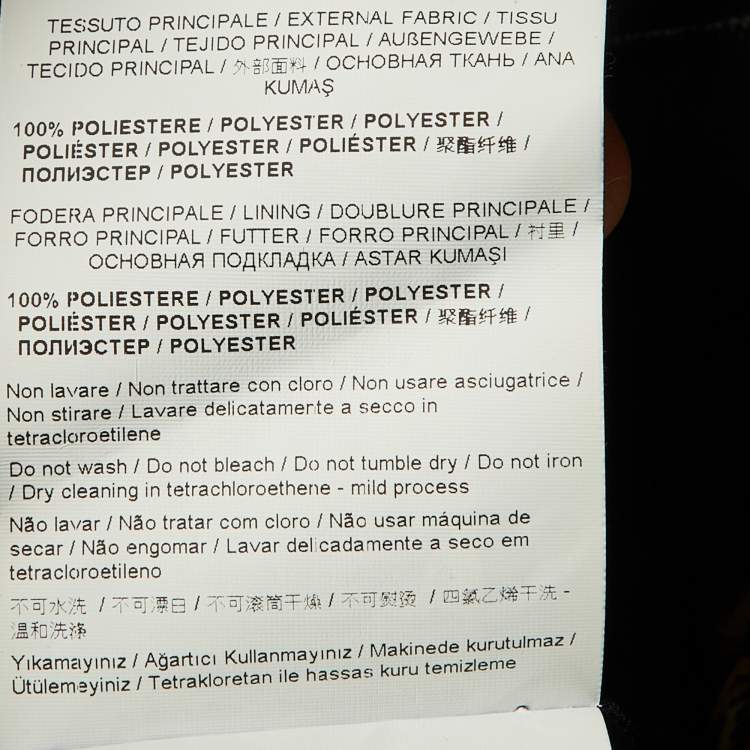 TESSUTO PRINCIPALE / EXTERNAL FABRIC / TISSU
PRINCIPAL / TEJIDO PRINCIPAL / AUßENGEWEBE /
TECIDO PRINCIPAL / 外部面料 / ОСНОВНАЯ ТКАНЬ / ANA
KUMAŞ
100% POLIESTERE / POLYESTER / POLYESTER /
POLIÉSTER / POLYESTER / POLIÉSTER / 聚酯纤维 /
ПОЛИЭСТЕР / POLYESTER
FODERA PRINCIPALE / LINING / DOUBLURE PRINCIPALE /
FORRO PRINCIPAL / FUTTER / FORRO PRINCIPAL / 衬里 /
ОСНОВНАЯ ПОДКЛАДКА / ASTAR KUMAŞI
100% POLIESTERE / POLYESTER / POLYESTER /
POLIÉSTER / POLYESTER / POLIÉSTER / 聚酯纤维 /
ПОЛИЭСТЕР / POLYESTER
Non lavare / Non trattare con cloro / Non usare asciugatrice /
Non stirare / Lavare delicatamente a secco in
tetracloroetilene
Do not wash / Do not bleach / Do not tumble dry / Do not iron
/ Dry cleaning in tetrachloroethene - mild process
Não lavar / Não tratar com cloro / Não usar máquina de
secar / Não engomar / Lavar delicadamente a seco em
tetracloroetileno
不可水洗 / 不可漂白 / 不可滚筒干燥 / 不可熨烫 / 四氯乙烯干洗 -
温和洗涤
Yıkamayınız / Ağartıcı Kullanmayınız / Makinede kurutulmaz /
Ütülemeyiniz / Tetrakloretan ile hassas kuru temizleme